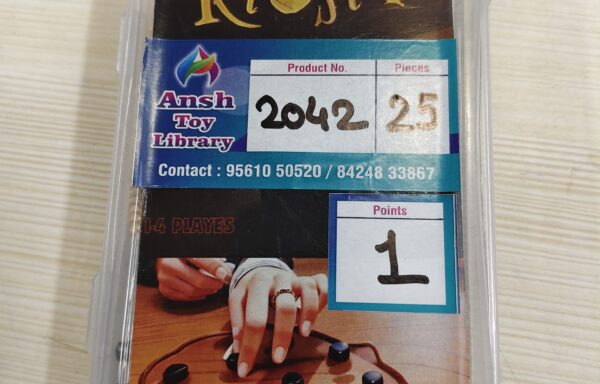 Product No. Pieces
Ansh
Toy
Library
2042 25
Contact : 95610 50520 / 84248 33867
1-4 PLAYES
Points
1